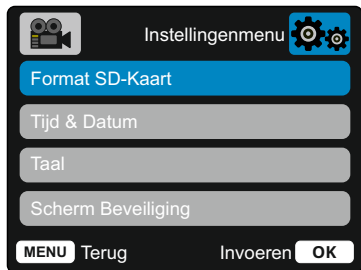 Instellingenmenu
Format SD-Kaart
Tijd & Datum
Taal
Scherm Beveiliging
MENU Terug Invoeren OK